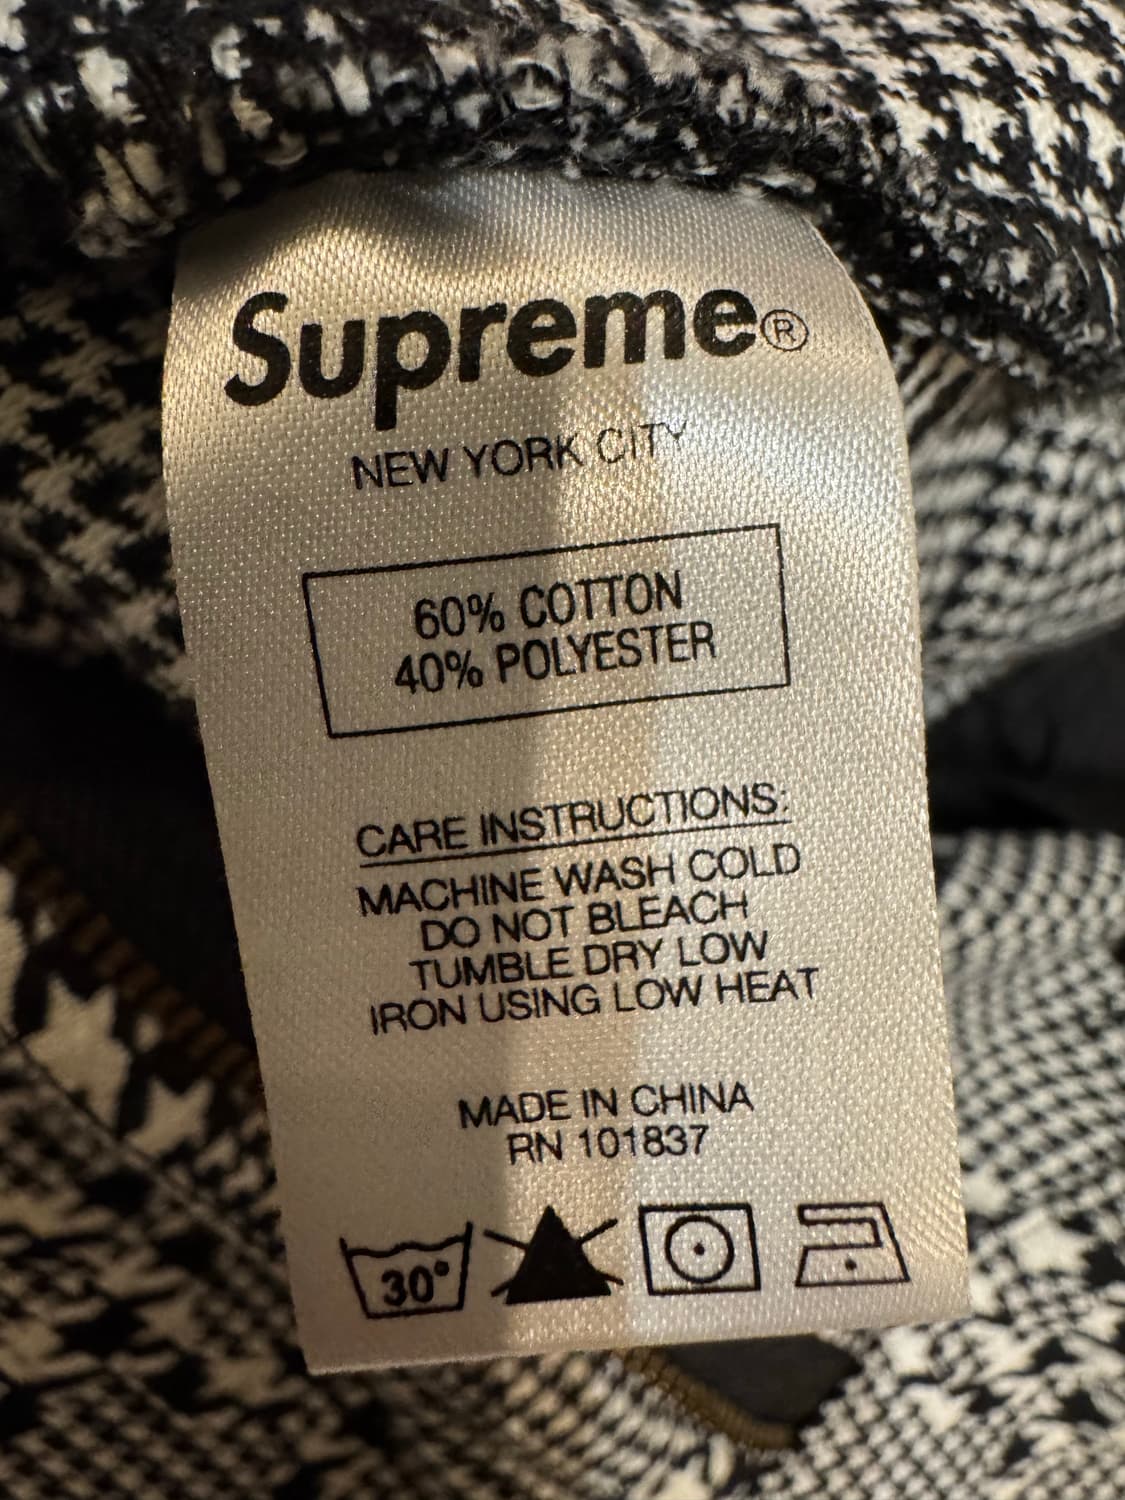 Supreme®
NEW YORK CITY
60% COTTON
40% POLYESTER
CARE INSTRUCTIONS:
MACHINE WASH COLD
DO NOT BLEACH
TUMBLE DRY LOW
IRON USING LOW HEAT
MADE IN CHINA
RN 101837
30°